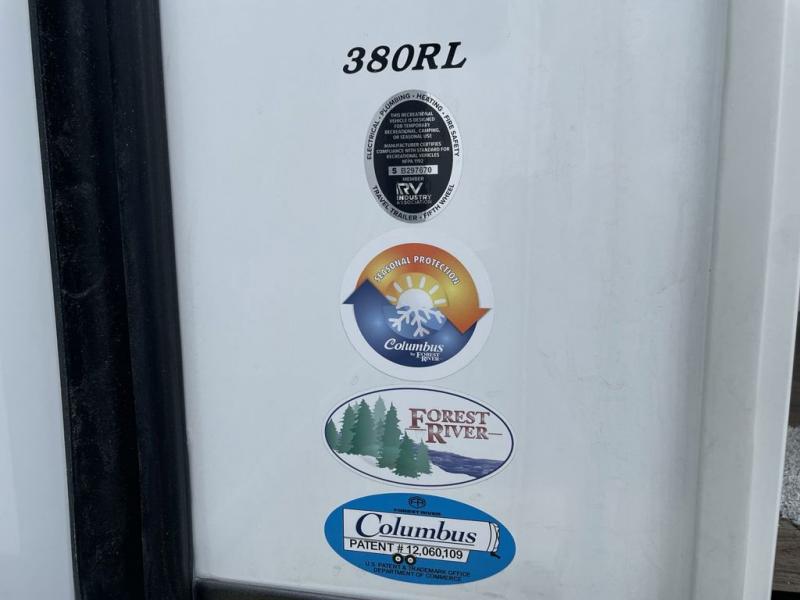 380RL
ELECTRICAL • PLUMBING • HEATING • FIRE SAFETY
THIS RECREATIONAL
VEHICLE IS DESIGNED
FOR TEMPORARY
RECREATIONAL, CAMPING,
OR SEASONAL USE
MANUFACTURER CERTIFIES
COMPLIANCE WITH STANDARD FOR
RECREATIONAL VEHICLES
NFPA 1192
S B297670
MEMBER
RV
INDUSTRY
ASSOCIATION
TRAVEL TRAILER • FIFTH WHEEL
SEASONAL PROTECTION
Columbus
by FOREST
RIVER
FOREST
RIVER
FR
FOREST RIVER
Columbus
PATENT # 12,060,109
U.S. PATENT & TRADEMARK OFFICE
DEPARTMENT OF COMMERCE